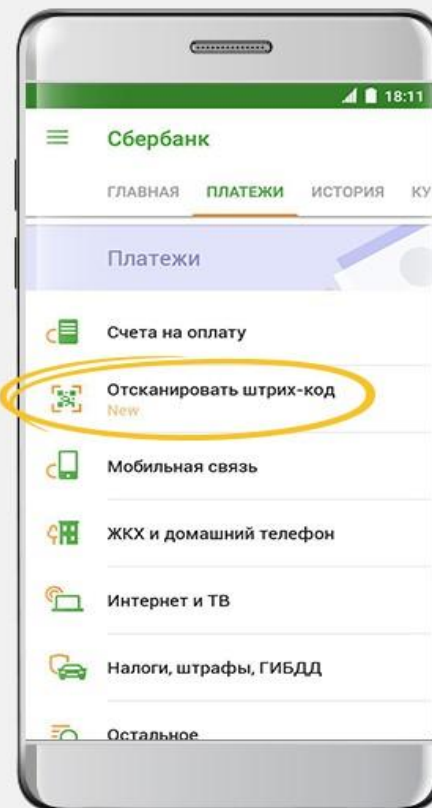 18:11
Сбербанк
ГЛАВНАЯ ПЛАТЕЖИ ИСТОРИЯ КУ
Платежи
Счета на оплату
Отсканировать штрих-код
New
Мобильная связь
ЖКХ и домашний телефон
Интернет и ТВ
Налоги, штрафы, ГИБДД
Остальное